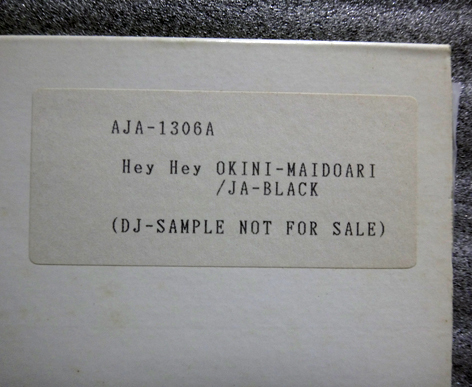 AJA-1306A
Hey Hey OKINI-MAIDOARI
/JA-BLACK
(DJ-SAMPLE NOT FOR SALE)